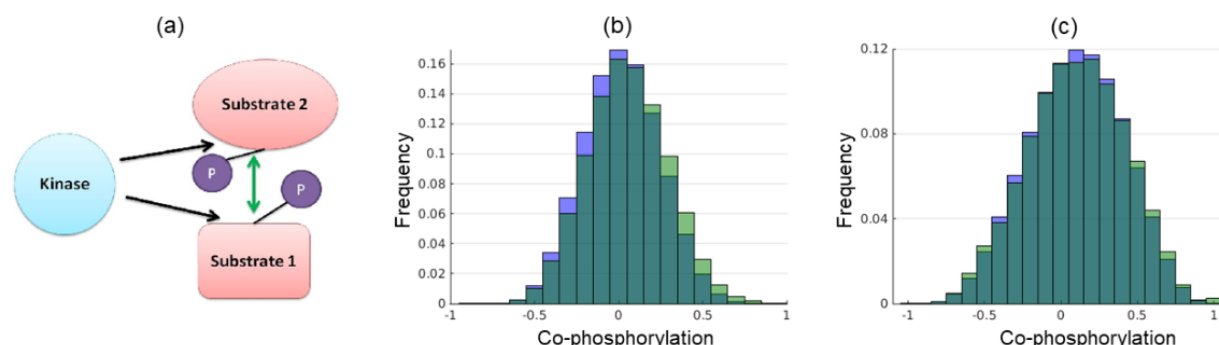 (a)
Kinase
Substrate 2
P
P
Substrate 1
(b)
Frequency
0.16
0.14
0.12
0.1
0.08
0.06
0.04
0.02
0
-1
-0.5
0
0.5
1
Co-phosphorylation
(c)
Frequency
0.12
0.08
0.04
0
-1
-0.5
0
0.5
1
Co-phosphorylation